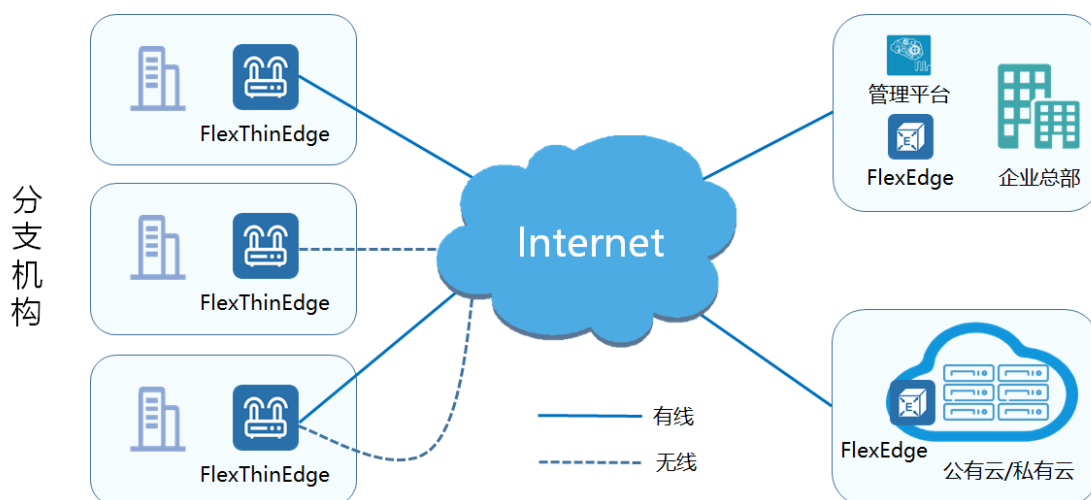 分支机构
FlexThinEdge
FlexThinEdge
FlexThinEdge
Internet
管理平台
E
FlexEdge
企业总部
E
FlexEdge
公有云/私有云
有线
无线